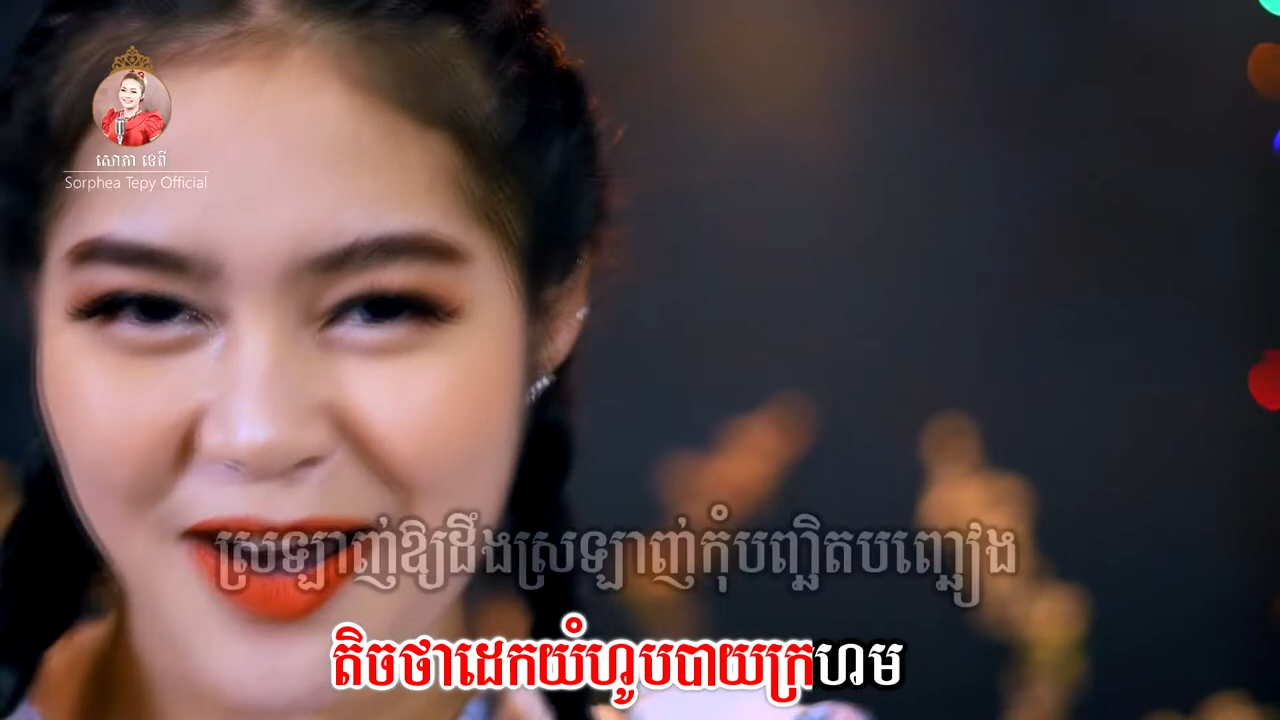 សោភា ទេពី
Sorphea Tepy Official
ស្រឡាញ់ឱ្យដឹងស្រឡាញ់កុំបញ្ឆិតបញ្ឆៀង
តិចថាដេកយំហូបបាយក្រហម